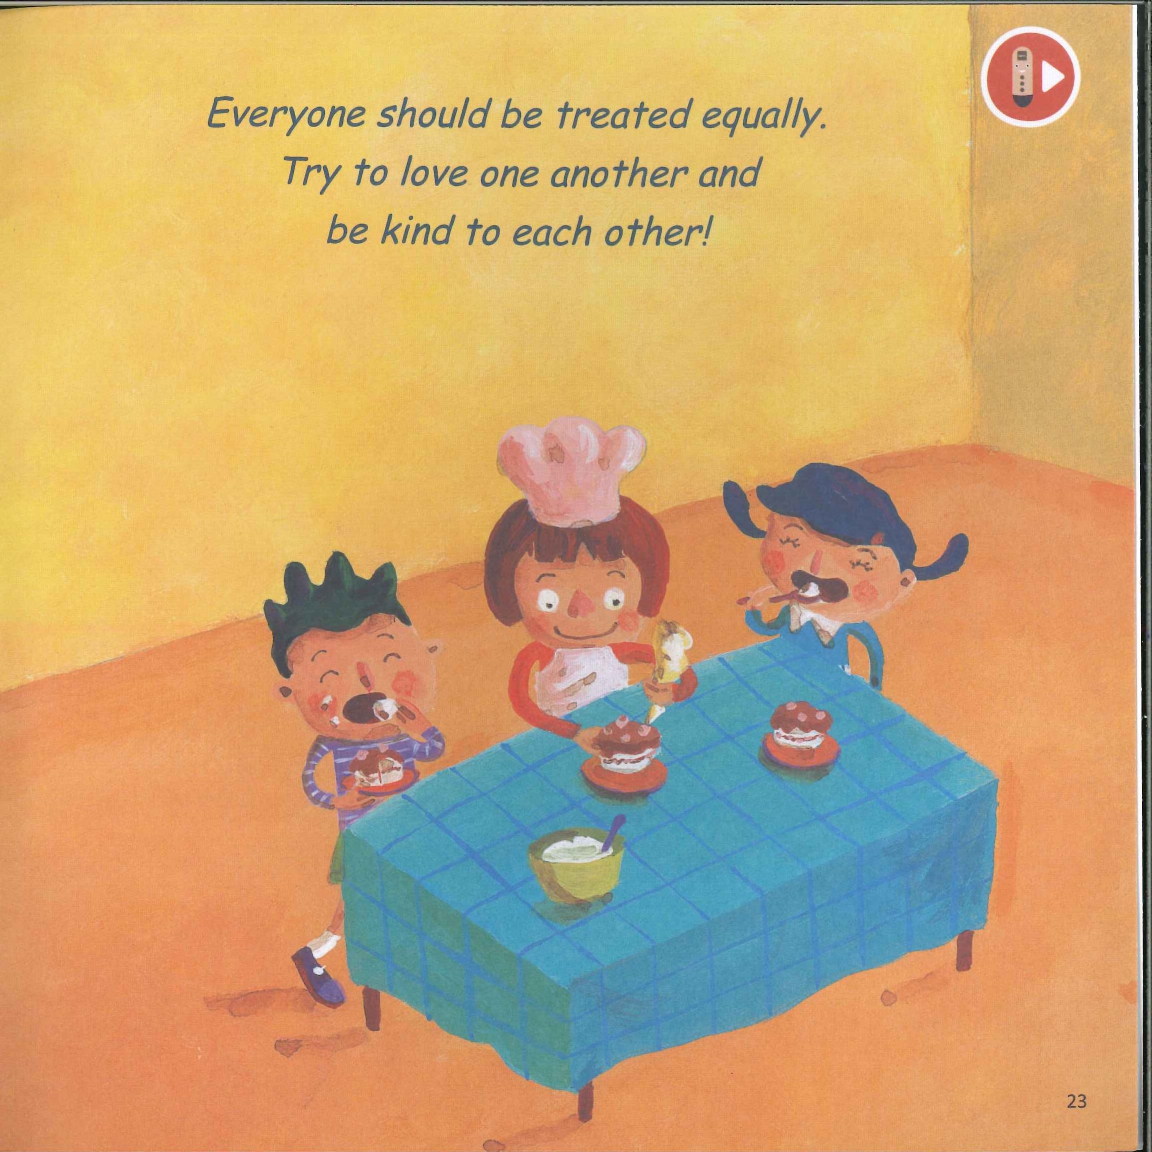 Everyone should be treated equally.
Try to love one another and
be kind to each other!
23